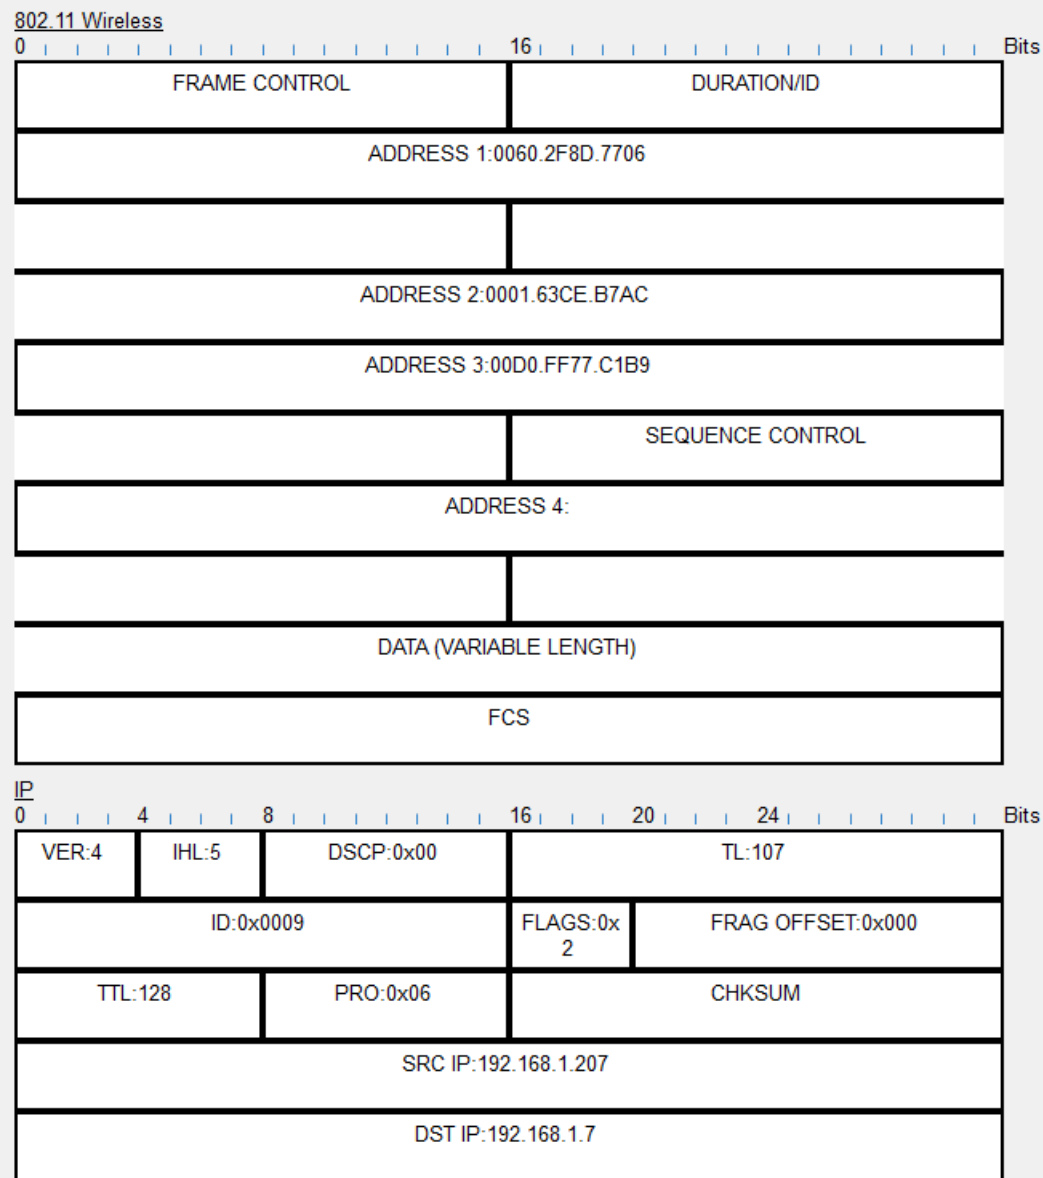 802.11 Wireless
0 16 Bits
FRAME CONTROL DURATION/ID
ADDRESS 1:0060.2F8D.7706
ADDRESS 2:0001.63CE.B7AC
ADDRESS 3:00D0.FF77.C1B9
SEQUENCE CONTROL
ADDRESS 4:
DATA (VARIABLE LENGTH)
FCS
IP
0 4 8 16 20 24 Bits
VER:4 IHL:5 DSCP:0x00 TL:107
ID:0x0009 FLAGS:0x FRAG OFFSET:0x000
2
TTL:128 PRO:0x06 CHKSUM
SRC IP:192.168.1.207
DST IP:192.168.1.7